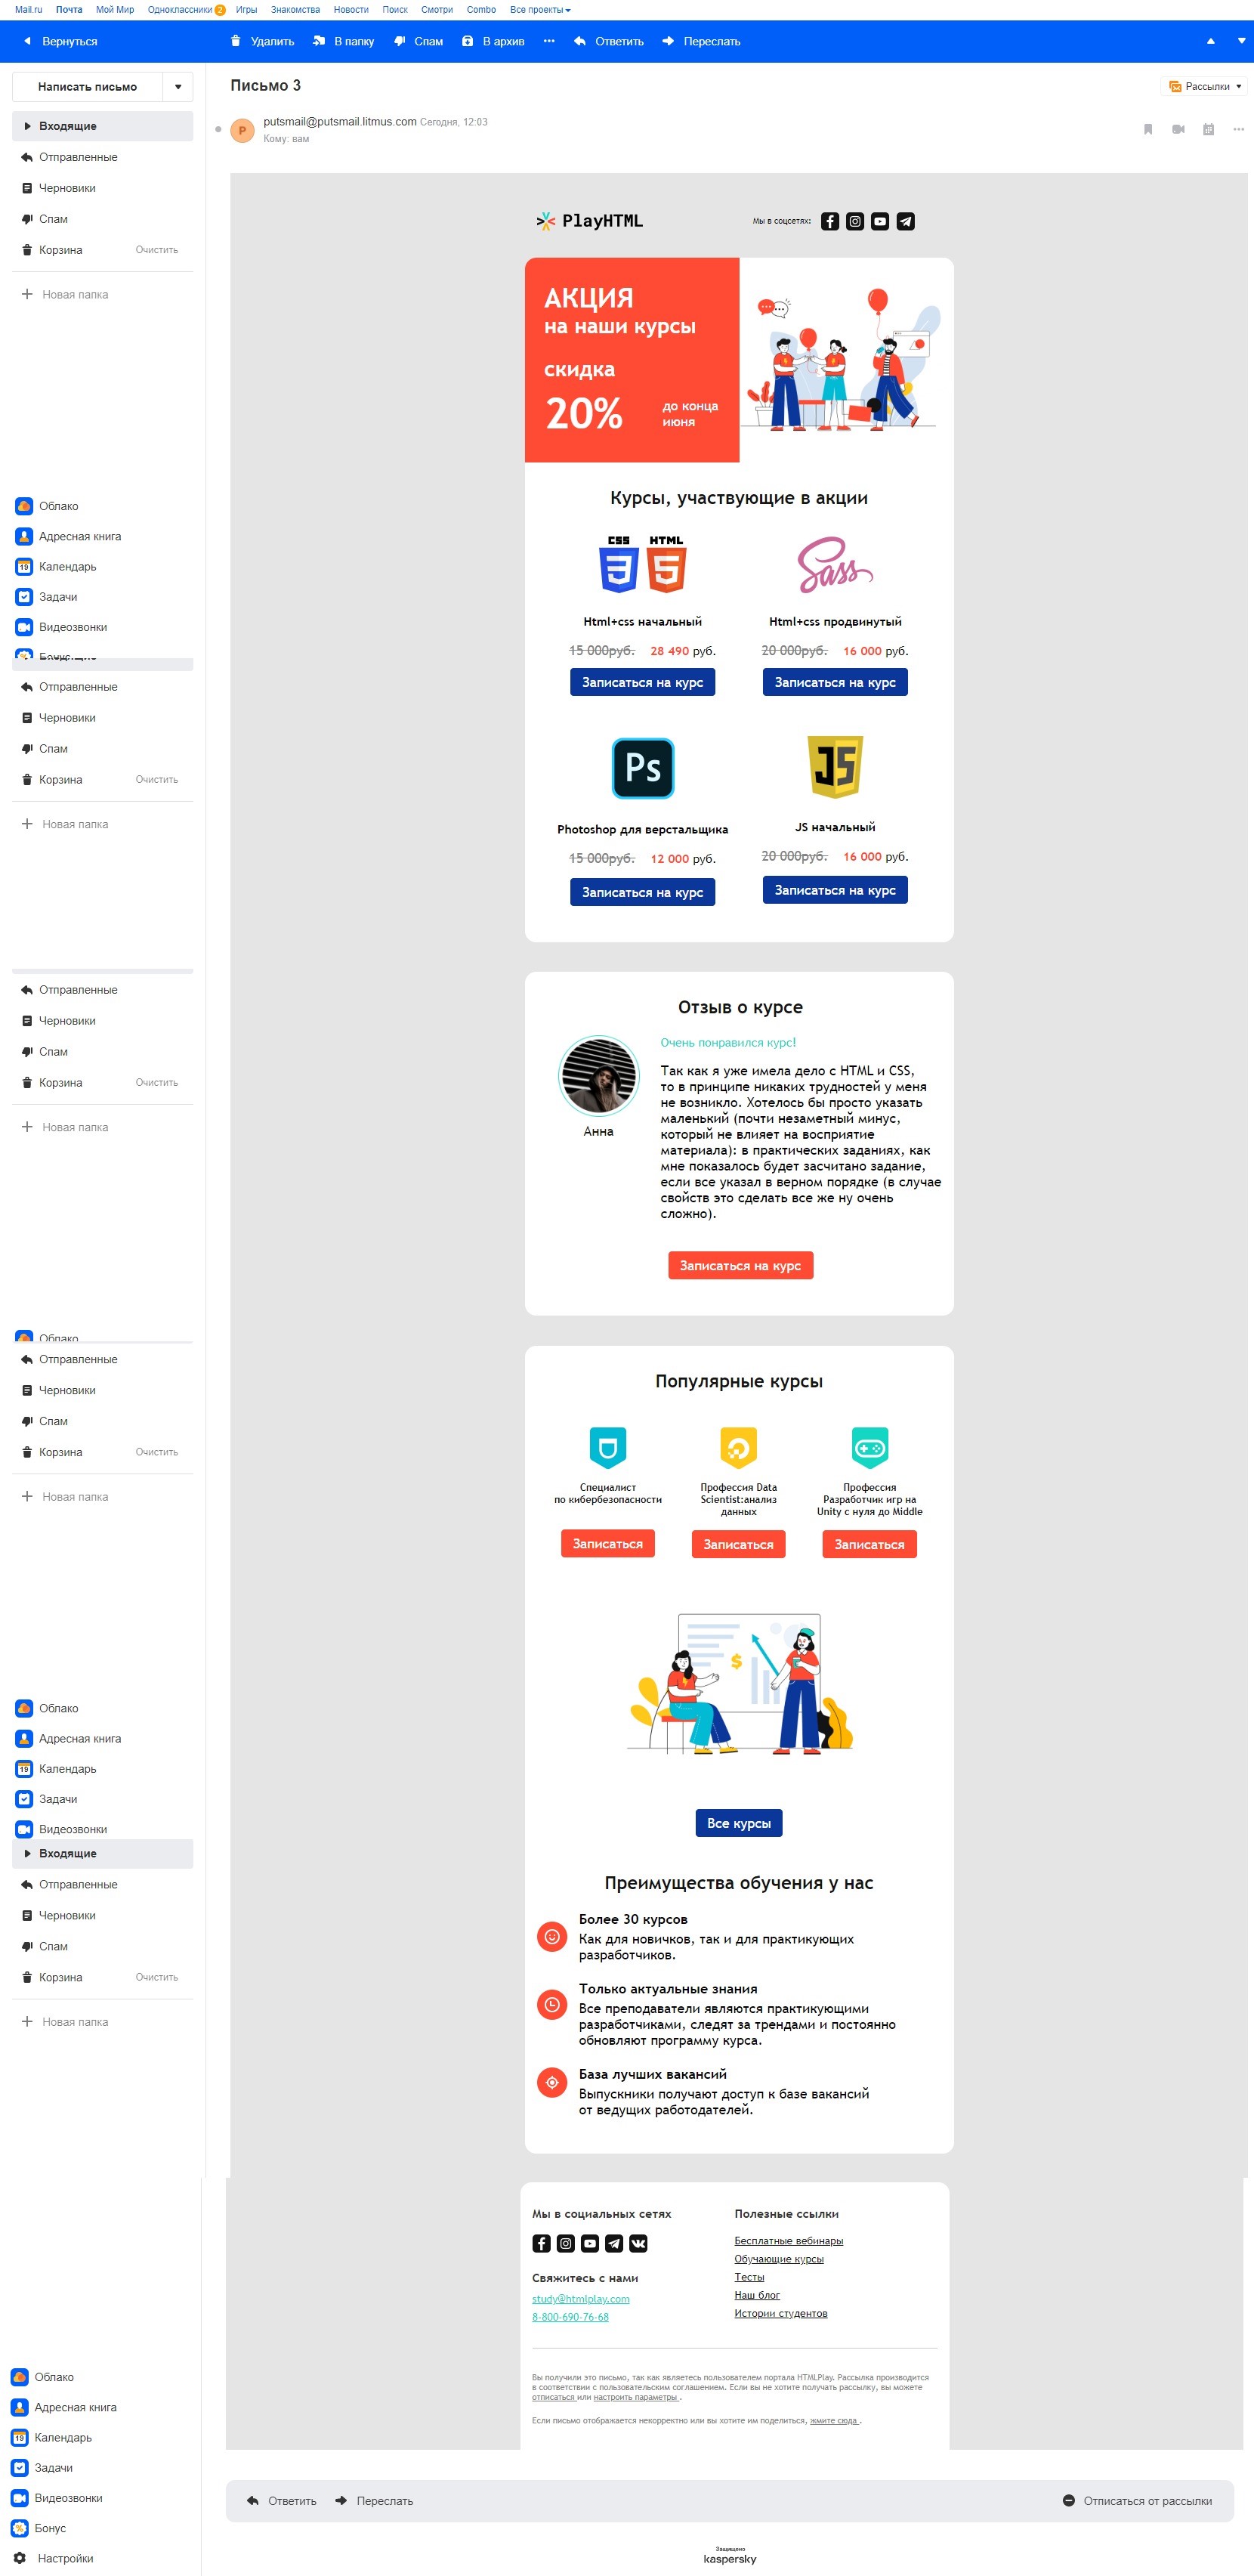 Mail.ru Почта Мой Мир Одноклассники 2 Игры Знакомства Новости Поиск Смотри Combo Все проекты
Вернуться Удалить В папку Спам В архив Ответить Переслать
Написать письмо
Входящие
Отправленные
Черновики
Спам
Корзина Очистить
Новая папка
Облако
Адресная книга
19 Календарь
Задачи
Видеозвонки
Отправленные
Черновики
Спам
Корзина Очистить
Новая папка
Отправленные
Черновики
Спам
Корзина Очистить
Новая папка
Облако
Отправленные
Черновики
Спам
Корзина Очистить
Новая папка
Облако
Адресная книга
19 Календарь
Задачи
Видеозвонки
Входящие
Отправленные
Черновики
Спам
Корзина Очистить
Новая папка
Облако
Адресная книга
19 Календарь
Задачи
Видеозвонки
Бонус
Настройки
Письмо 3
Рассылки
P
putsmail@putsmail.litmus.com Сегодня, 12:03
Кому: вам
PlayHTML
Мы в соцсетях:
АКЦИЯ
на наши курсы
скидка
20%
до конца
июня
Курсы, участвующие в акции
CSS HTML
3 5
Sass
Html+css начальный
15 000руб. 28 490 руб.
Записаться на курс
Html+css продвинутый
20 000руб. 16 000 руб.
Записаться на курс
Ps
Photoshop для верстальщика
15 000руб. 12 000 руб.
Записаться на курс
JS
JS начальный
20 000руб. 16 000 руб.
Записаться на курс
Отзыв о курсе
Анна
Очень понравился курс!
Так как я уже имела дело с HTML и CSS,
то в принципе никаких трудностей у меня
не возникло. Хотелось бы просто указать
маленький (почти незаметный минус,
который не влияет на восприятие
материала): в практических заданиях, как
мне показалось будет засчитано задание,
если все указал в верном порядке (в случае
свойств это сделать все же ну очень
сложно).
Записаться на курс
Популярные курсы
Специалист
по кибербезопасности
Записаться
Профессия Data
Scientist:анализ
данных
Записаться
Профессия
Разработчик игр на
Unity с нуля до Middle
Записаться
$
Все курсы
Преимущества обучения у нас
Более 30 курсов
Как для новичков, так и для практикующих
разработчиков.
Только актуальные знания
Все преподаватели являются практикующими
разработчиками, следят за трендами и постоянно
обновляют программу курса.
База лучших вакансий
Выпускники получают доступ к базе вакансий
от ведущих работодателей.
Мы в социальных сетях
Свяжитесь с нами
study@htmlplay.com
8-800-690-76-68
Полезные ссылки
Бесплатные вебинары
Обучающие курсы
Тесты
Наш блог
Истории студентов
Вы получили это письмо, так как являетесь пользователем портала HTMLPlay. Рассылка производится
в соответствии с пользовательским соглашением. Если вы не хотите получать рассылку, вы можете
отписаться или настроить параметры .
Если письмо отображается некорректно или вы хотите им поделиться, жмите сюда .
Ответить Переслать Отписаться от рассылки
Защищено
kaspersky